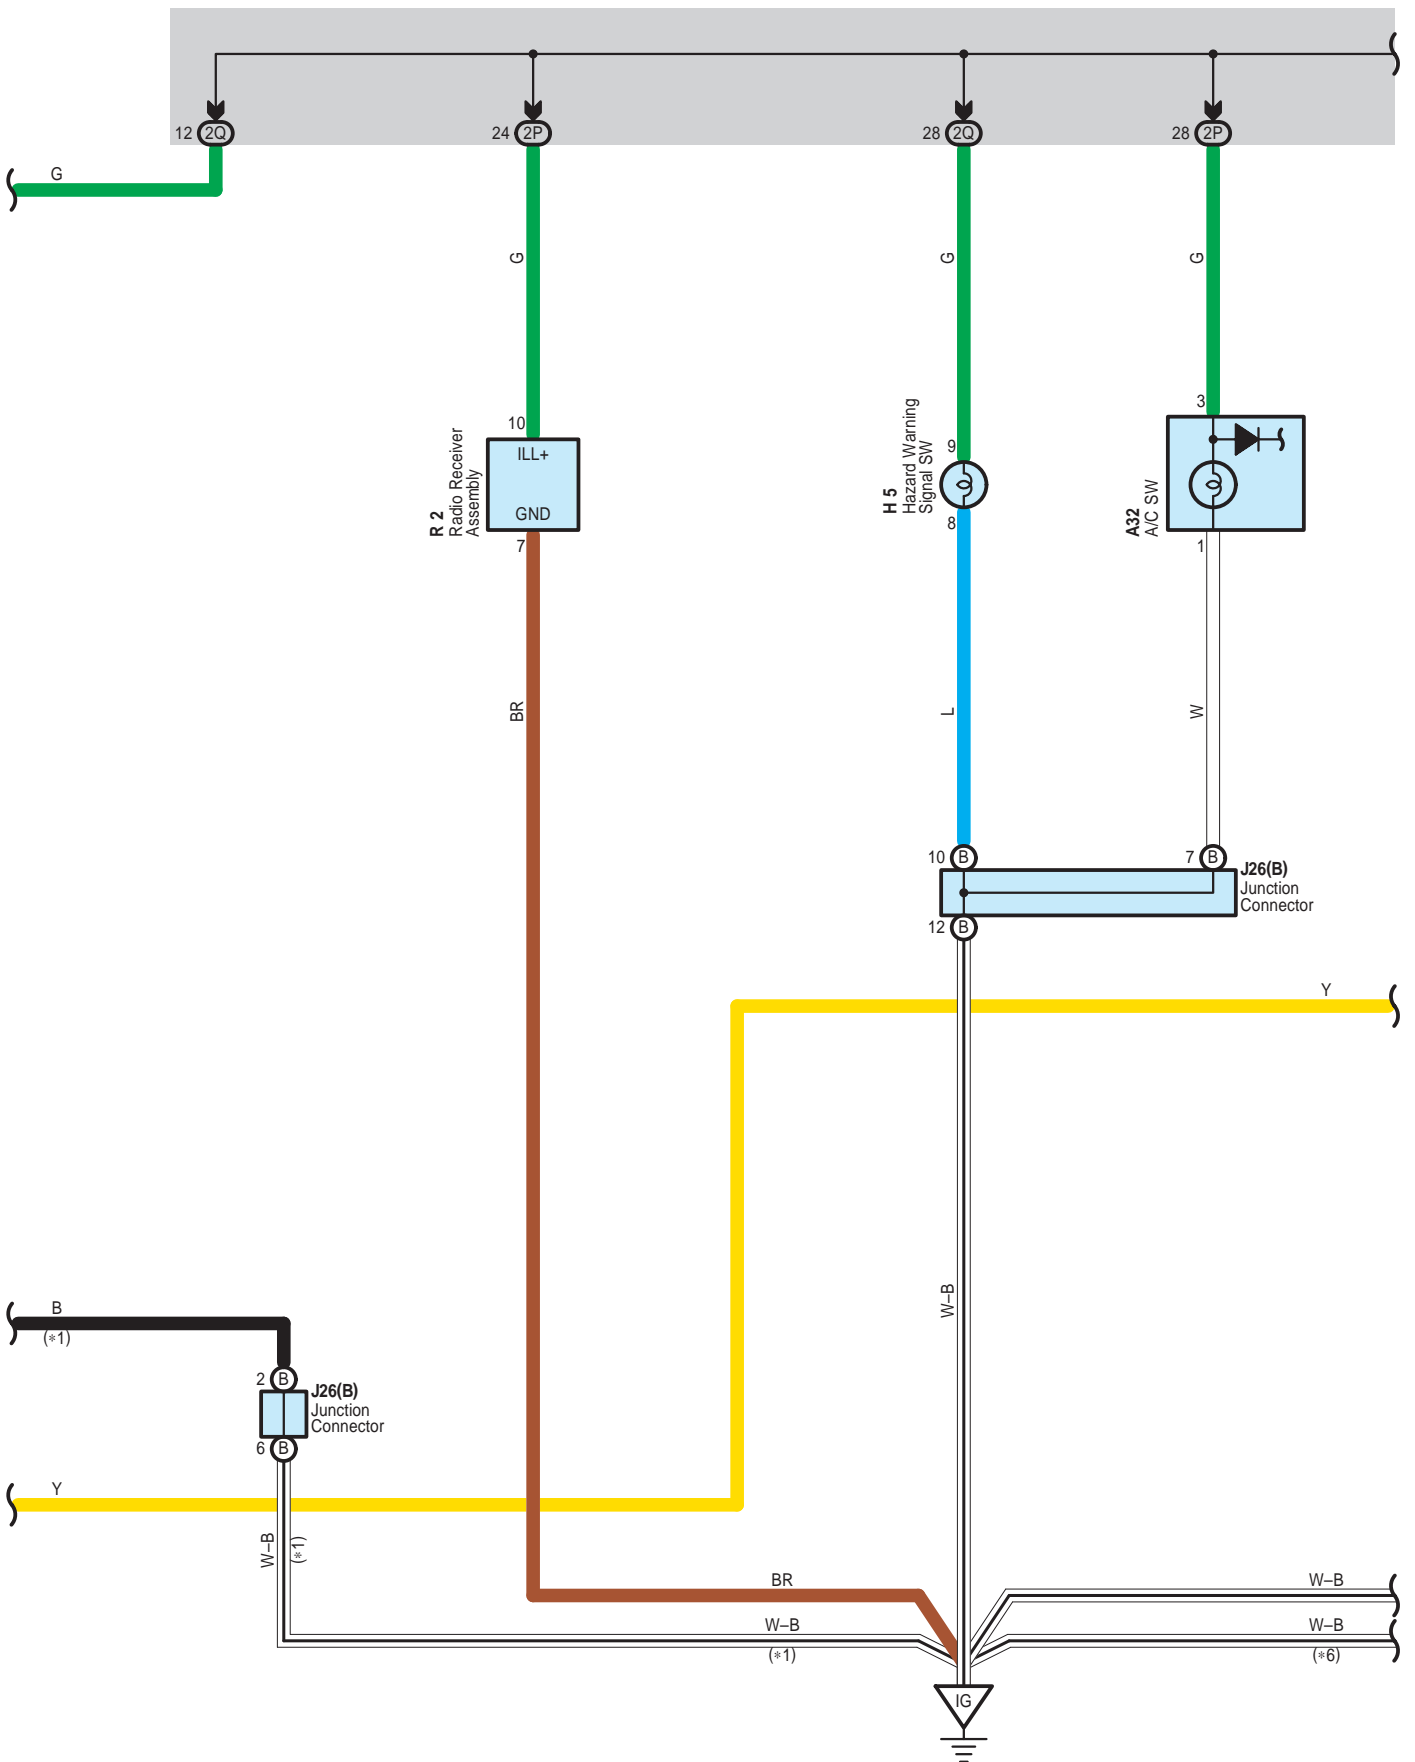 12 2Q
24 2P
28 2Q
28 2P
G
G
G
G
10
ILL+
GND
7
R 2
Radio Receiver
Assembly
9
8
H 5
Hazard Warning
Signal SW
3
1
A32
A/C SW
BR
L
W
10 B
7 B
J26(B)
Junction
Connector
12 B
Y
W–B
B
(*1)
2 B
J26(B)
Junction
Connector
6 B
Y
W–B
(*1)
BR
W–B
W–B
(*1)
W–B
(*6)
IG